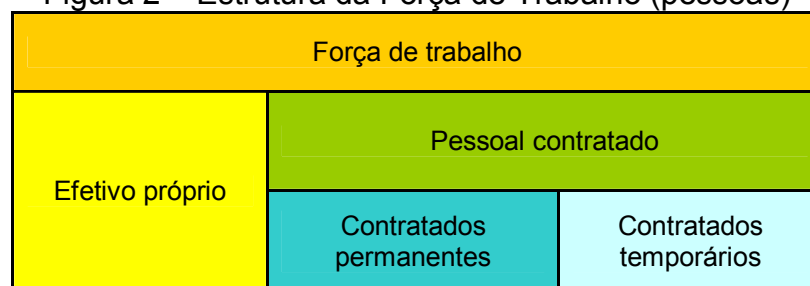 Figura 2 – Estrutura da Força de Trabalho (pessoas)
Força de trabalho
Efetivo próprio
Pessoal contratado
Contratados
permanentes
Contratados
temporários